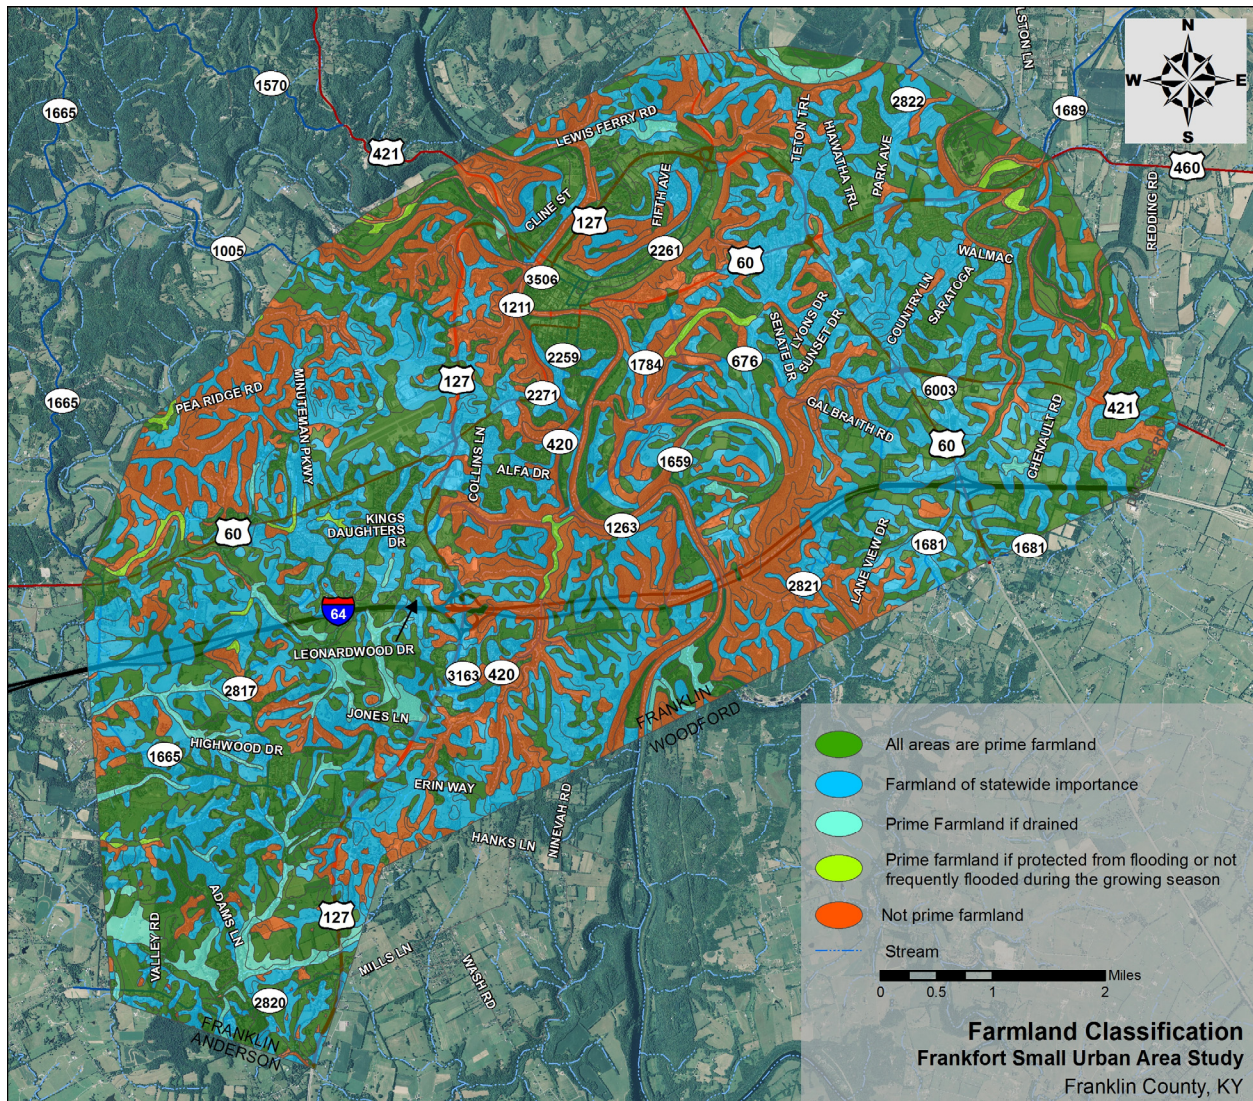 N
W E
S
LSTON LN
1570
1665
2822
1689
LEWIS FERRY RD
TETON TRL
HIAWATHA TRL
PARK AVE
421
460
REDDING RD
CLINE ST
FIFTH AVE
127
1005
2261
60
WALMAC
3506
COUNTRY LN
SARATOGA
1211
LYONS DR
SENATE DR
SUNSET DR
2259
1784
676
127
2271
6003
1665
PEA RIDGE RD
MINUTEMAN PKWY
421
GALBRAITH RD
CHENAULT RD
420
60
COLLINS LN
1659
ALFA DR
60
KINGS
DAUGHTERS
DR
1263
LANE VIEW DR
1681
1681
2821
64
LEONARDWOOD DR
3163
420
2817
FRANKLIN
WOODFORD
JONES LN
HIGHWOOD DR
1665
ERIN WAY
NINEVAH RD
HANKS LN
ADAMS LN
VALLEY RD
127
MILLS LN
WASH RD
2820
FRANKLIN
ANDERSON
All areas are prime farmland
Farmland of statewide importance
Prime Farmland if drained
Prime farmland if protected from flooding or not
frequently flooded during the growing season
Not prime farmland
Stream
Miles
0 0.5 1 2
Farmland Classification
Frankfort Small Urban Area Study
Franklin County, KY